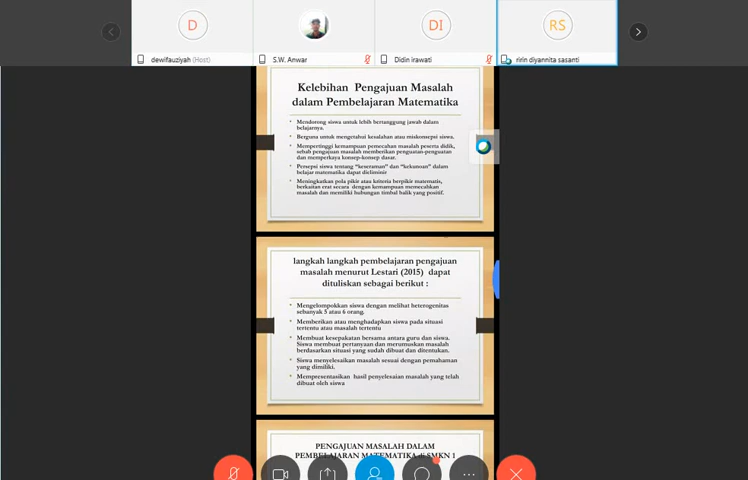 D
DI
RS
dewifauziyah (Host)
S.W. Anwar
Didin irawati
ririn diyannita sasanti
Kelebihan Pengajuan Masalah
dalam Pembelajaran Matematika
Mendorong siswa untuk lebih bertanggung jawab dalam
belajarnya.
Berguna untuk mengetahui kesalahan atau miskonsepsi siswa.
Mempertinggi kemampuan pemecahan masalah peserta didik,
sebab pengajuan masalah memberikan penguatan-penguatan
dan memperkaya konsep-konsep dasar.
Persepsi siswa tentang "keseraman" dan "kekunoan" dalam
belajar matematika dapat dieliminir
Meningkatkan pola pikir atau kriteria berpikir matematis,
berkaitan erat secara dengan kemampuan memecahkan
masalah dan memiliki hubungan timbal balik yang positif.
langkah langkah pembelajaran pengajuan
masalah menurut Lestari (2015) dapat
dituliskan sebagai berikut :
Mengelompokkan siswa dengan melihat heterogenitas
sebanyak 5 atau 6 orang.
Memberikan atau menghadapkan siswa pada situasi
tertentu atau masalah tertentu
Membuat kesepakatan bersama antara guru dan siswa.
Siswa membuat pertanyaan dan merumuskan masalah
berdasarkan situasi yang sudah dibuat dan ditentukan.
Siswa menyelesaikan masalah sesuai dengan pemahaman
yang dimiliki.
Mempresentasikan hasil penyelesaian masalah yang telah
dibuat oleh siswa
PENGAJUAN MASALAH DALAM
PEMBELAJARAN MATEMATIKA di SMKN 1